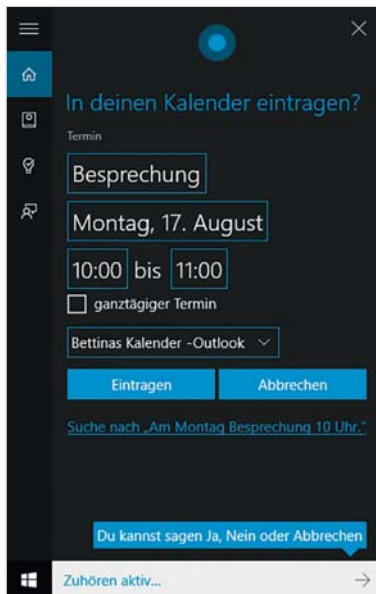 In deinen Kalender eintragen?
Termin
Besprechung
Montag, 17. August
10:00 bis 11:00
ganztägiger Termin
Bettinas Kalender -Outlook
Eintragen Abbrechen
Suche nach „Am Montag Besprechung 10 Uhr.“
Du kannst sagen Ja, Nein oder Abbrechen
Zuhören aktiv...